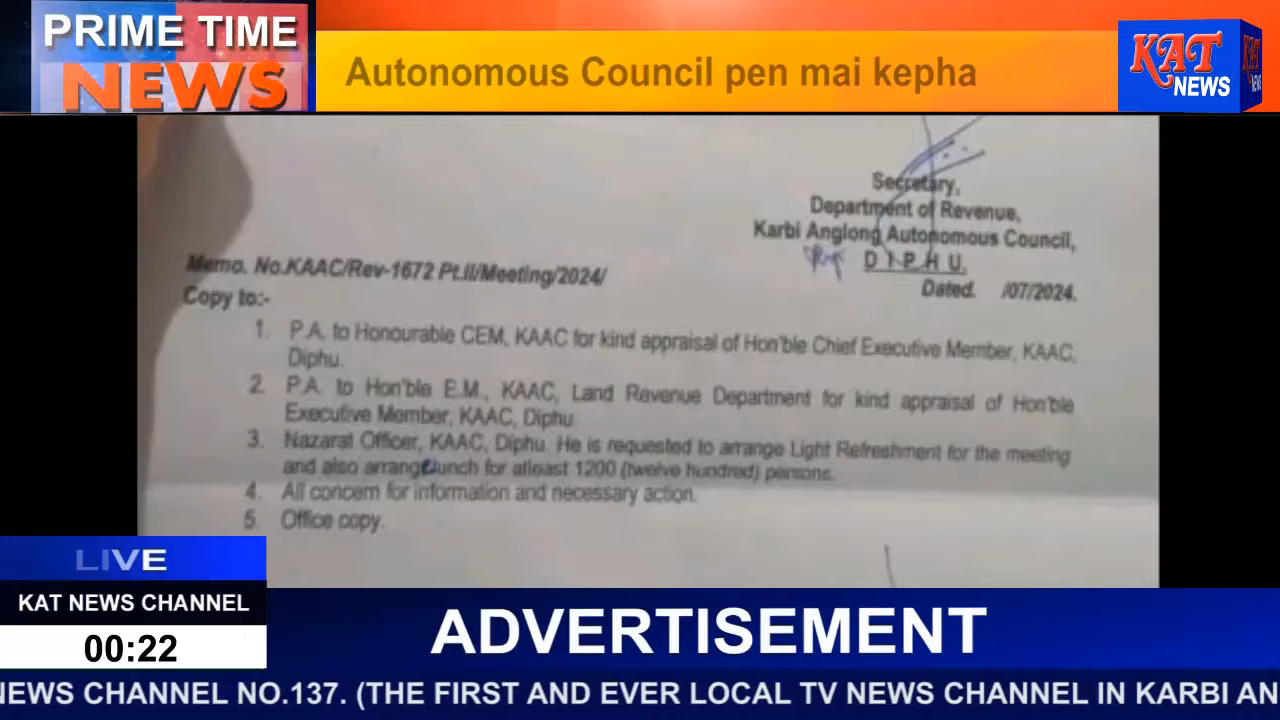 PRIME TIME
NEWS
Autonomous Council pen mai kepha
KAT
NEWS
Secretary,
Department of Revenue,
Karbi Anglong Autonomous Council,
D I P H U.
Dated. /07/2024.
Memo. No.KAAC/Rev-1672 Pt.II/Meeting/2024/
Copy to:-
1. P.A. to Honourable CEM, KAAC for kind appraisal of Hon'ble Chief Executive Member, KAAC,
Diphu.
2. P.A. to Hon'ble E.M., KAAC, Land Revenue Department for kind appraisal of Hon'ble
Executive Member, KAAC, Diphu.
3. Nazarat Officer, KAAC, Diphu. He is requested to arrange Light Refreshment for the meeting
and also arrange lunch for atleast 1200 (twelve hundred) persons.
4. All concern for information and necessary action.
5. Office copy.
LIVE
KAT NEWS CHANNEL
00:22
ADVERTISEMENT
NEWS CHANNEL NO.137. (THE FIRST AND EVER LOCAL TV NEWS CHANNEL IN KARBI AN